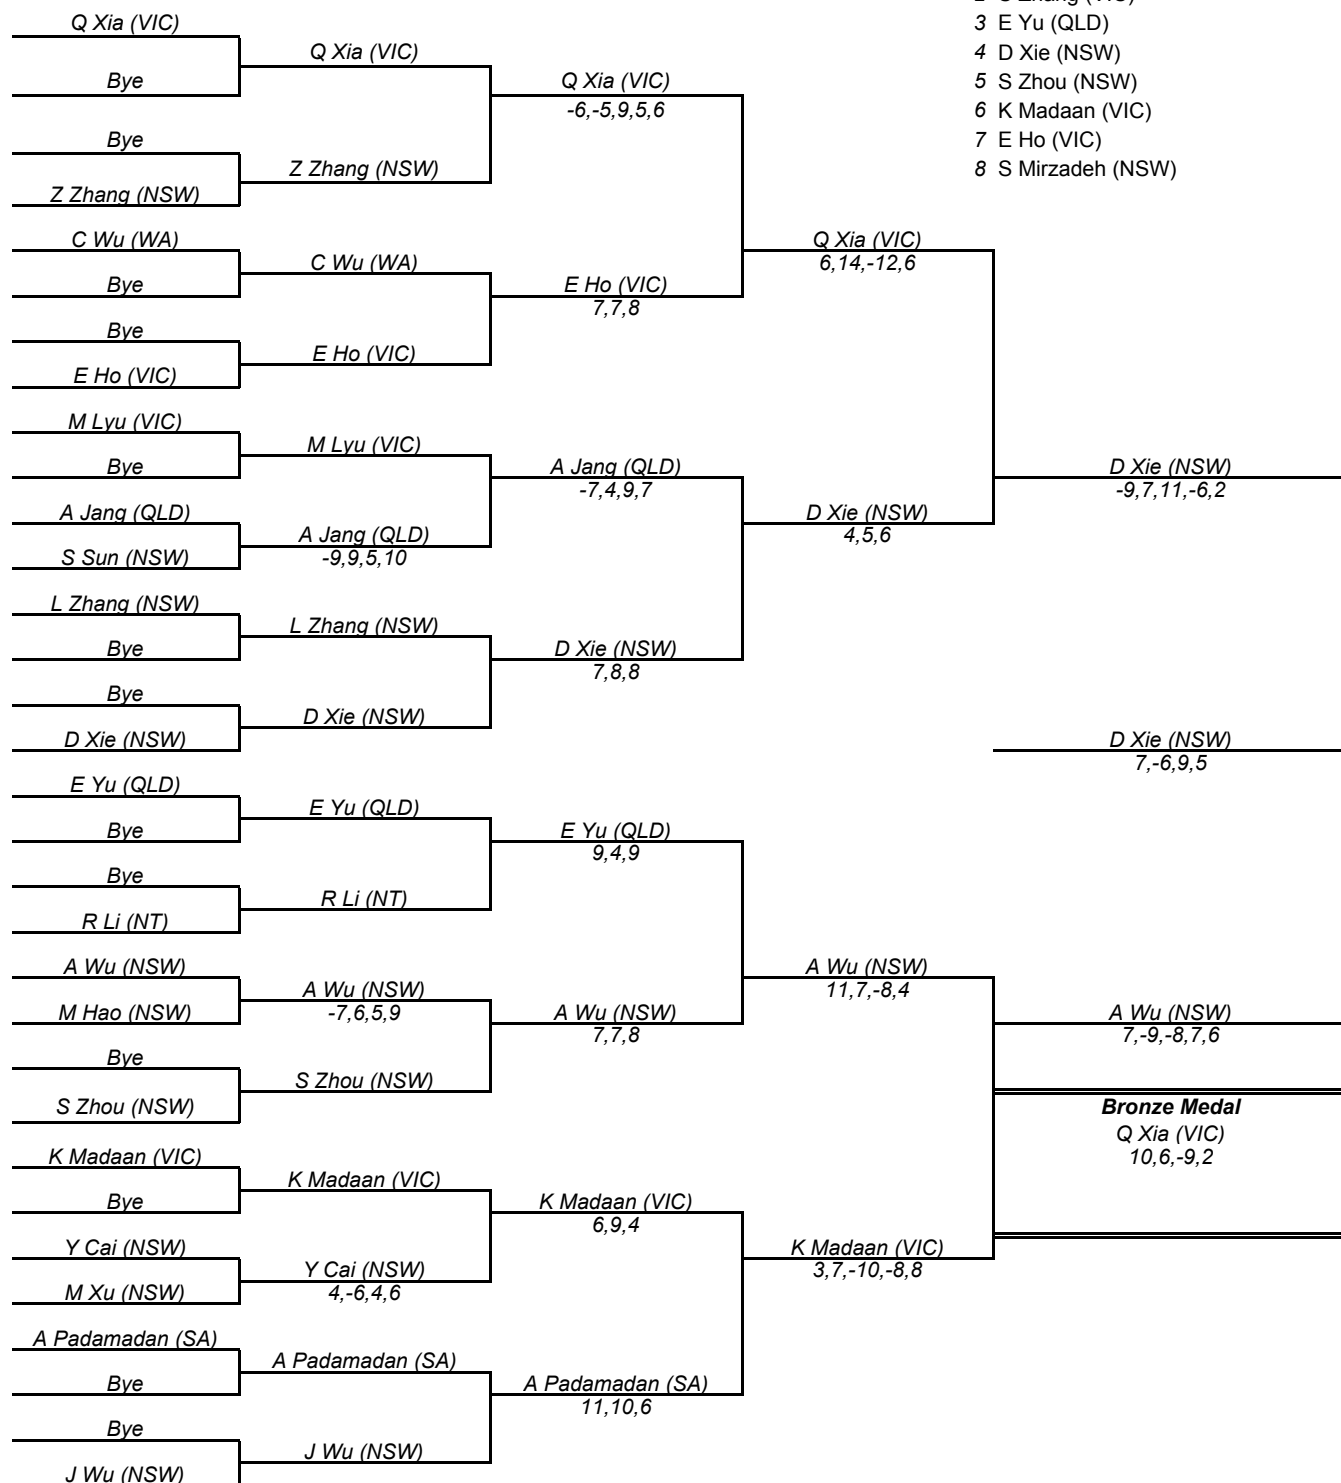 3 E Yu (QLD)
4 D Xie (NSW)
5 S Zhou (NSW)
6 K Madaan (VIC)
7 E Ho (VIC)
8 S Mirzadeh (NSW)
Q Xia (VIC)
Bye
Bye
Z Zhang (NSW)
C Wu (WA)
Bye
Bye
E Ho (VIC)
M Lyu (VIC)
Bye
A Jang (QLD)
S Sun (NSW)
L Zhang (NSW)
Bye
Bye
D Xie (NSW)
E Yu (QLD)
Bye
Bye
R Li (NT)
A Wu (NSW)
M Hao (NSW)
Bye
S Zhou (NSW)
K Madaan (VIC)
Bye
Y Cai (NSW)
M Xu (NSW)
A Padamadan (SA)
Bye
Bye
J Wu (NSW)
Q Xia (VIC)
Z Zhang (NSW)
C Wu (WA)
E Ho (VIC)
M Lyu (VIC)
A Jang (QLD)
-9,9,5,10
L Zhang (NSW)
D Xie (NSW)
E Yu (QLD)
R Li (NT)
A Wu (NSW)
-7,6,5,9
S Zhou (NSW)
K Madaan (VIC)
Y Cai (NSW)
4,-6,4,6
A Padamadan (SA)
J Wu (NSW)
Q Xia (VIC)
-6,-5,9,5,6
E Ho (VIC)
7,7,8
A Jang (QLD)
-7,4,9,7
D Xie (NSW)
7,8,8
E Yu (QLD)
9,4,9
A Wu (NSW)
7,7,8
K Madaan (VIC)
6,9,4
A Padamadan (SA)
11,10,6
Q Xia (VIC)
6,14,-12,6
D Xie (NSW)
4,5,6
A Wu (NSW)
11,7,-8,4
K Madaan (VIC)
3,7,-10,-8,8
D Xie (NSW)
-9,7,11,-6,2
D Xie (NSW)
7,-6,9,5
A Wu (NSW)
7,-9,-8,7,6
Bronze Medal
Q Xia (VIC)
10,6,-9,2